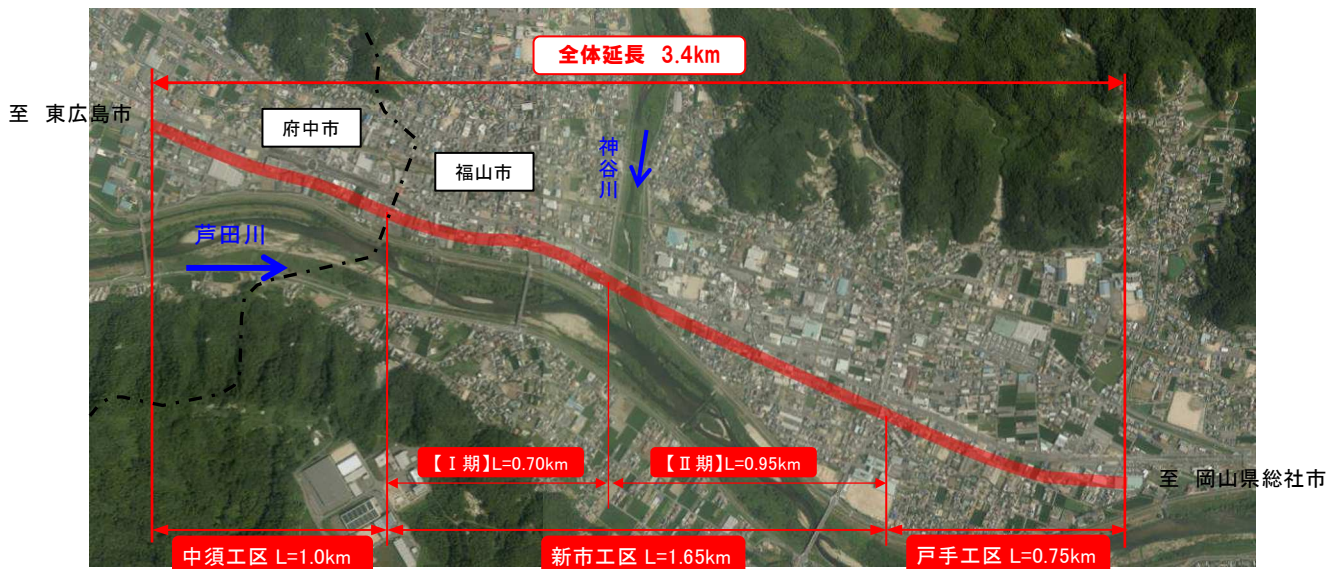 全体延長 3.4km
至 東広島市
府中市
福山市
神谷川
芦田川
【Ⅰ期】L=0.70km
【Ⅱ期】L=0.95km
至 岡山県総社市
中須工区 L=1.0km
新市工区 L=1.65km
戸手工区 L=0.75km